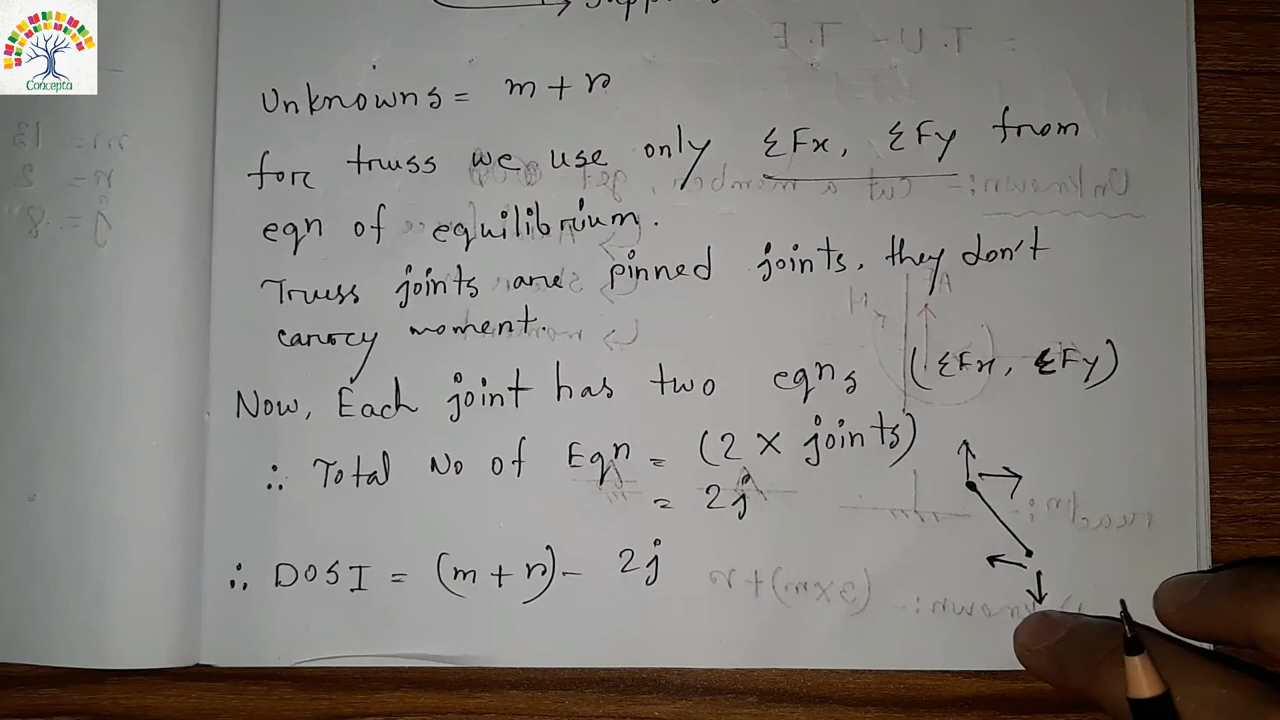 Concepta
Unknowns = m + r
for truss we use only ΣFx, ΣFy from
eqn of equilibrium.
Truss joints are pinned joints, they don't
carry moment.
Now, Each joint has two eqns (ΣFx, ΣFy)
∴ Total No of Eqn = (2 × joints)
= 2j
∴ DOSI = (m + r) - 2j